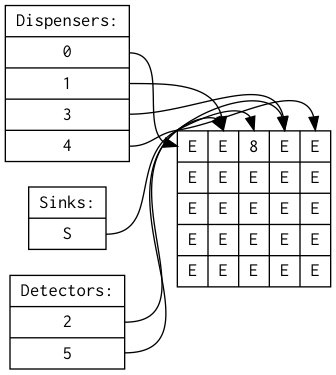 Dispensers:
0
1
3
4
Sinks:
S
Detectors:
2
5
E E 8 E E
E E E E E
E E E E E
E E E E E
E E E E E